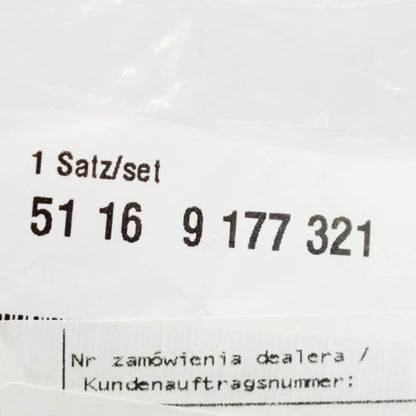 1 Satz/set
51 16 9 177 321
Nr zamówienia dealera /
Kundenauftragsnummer: